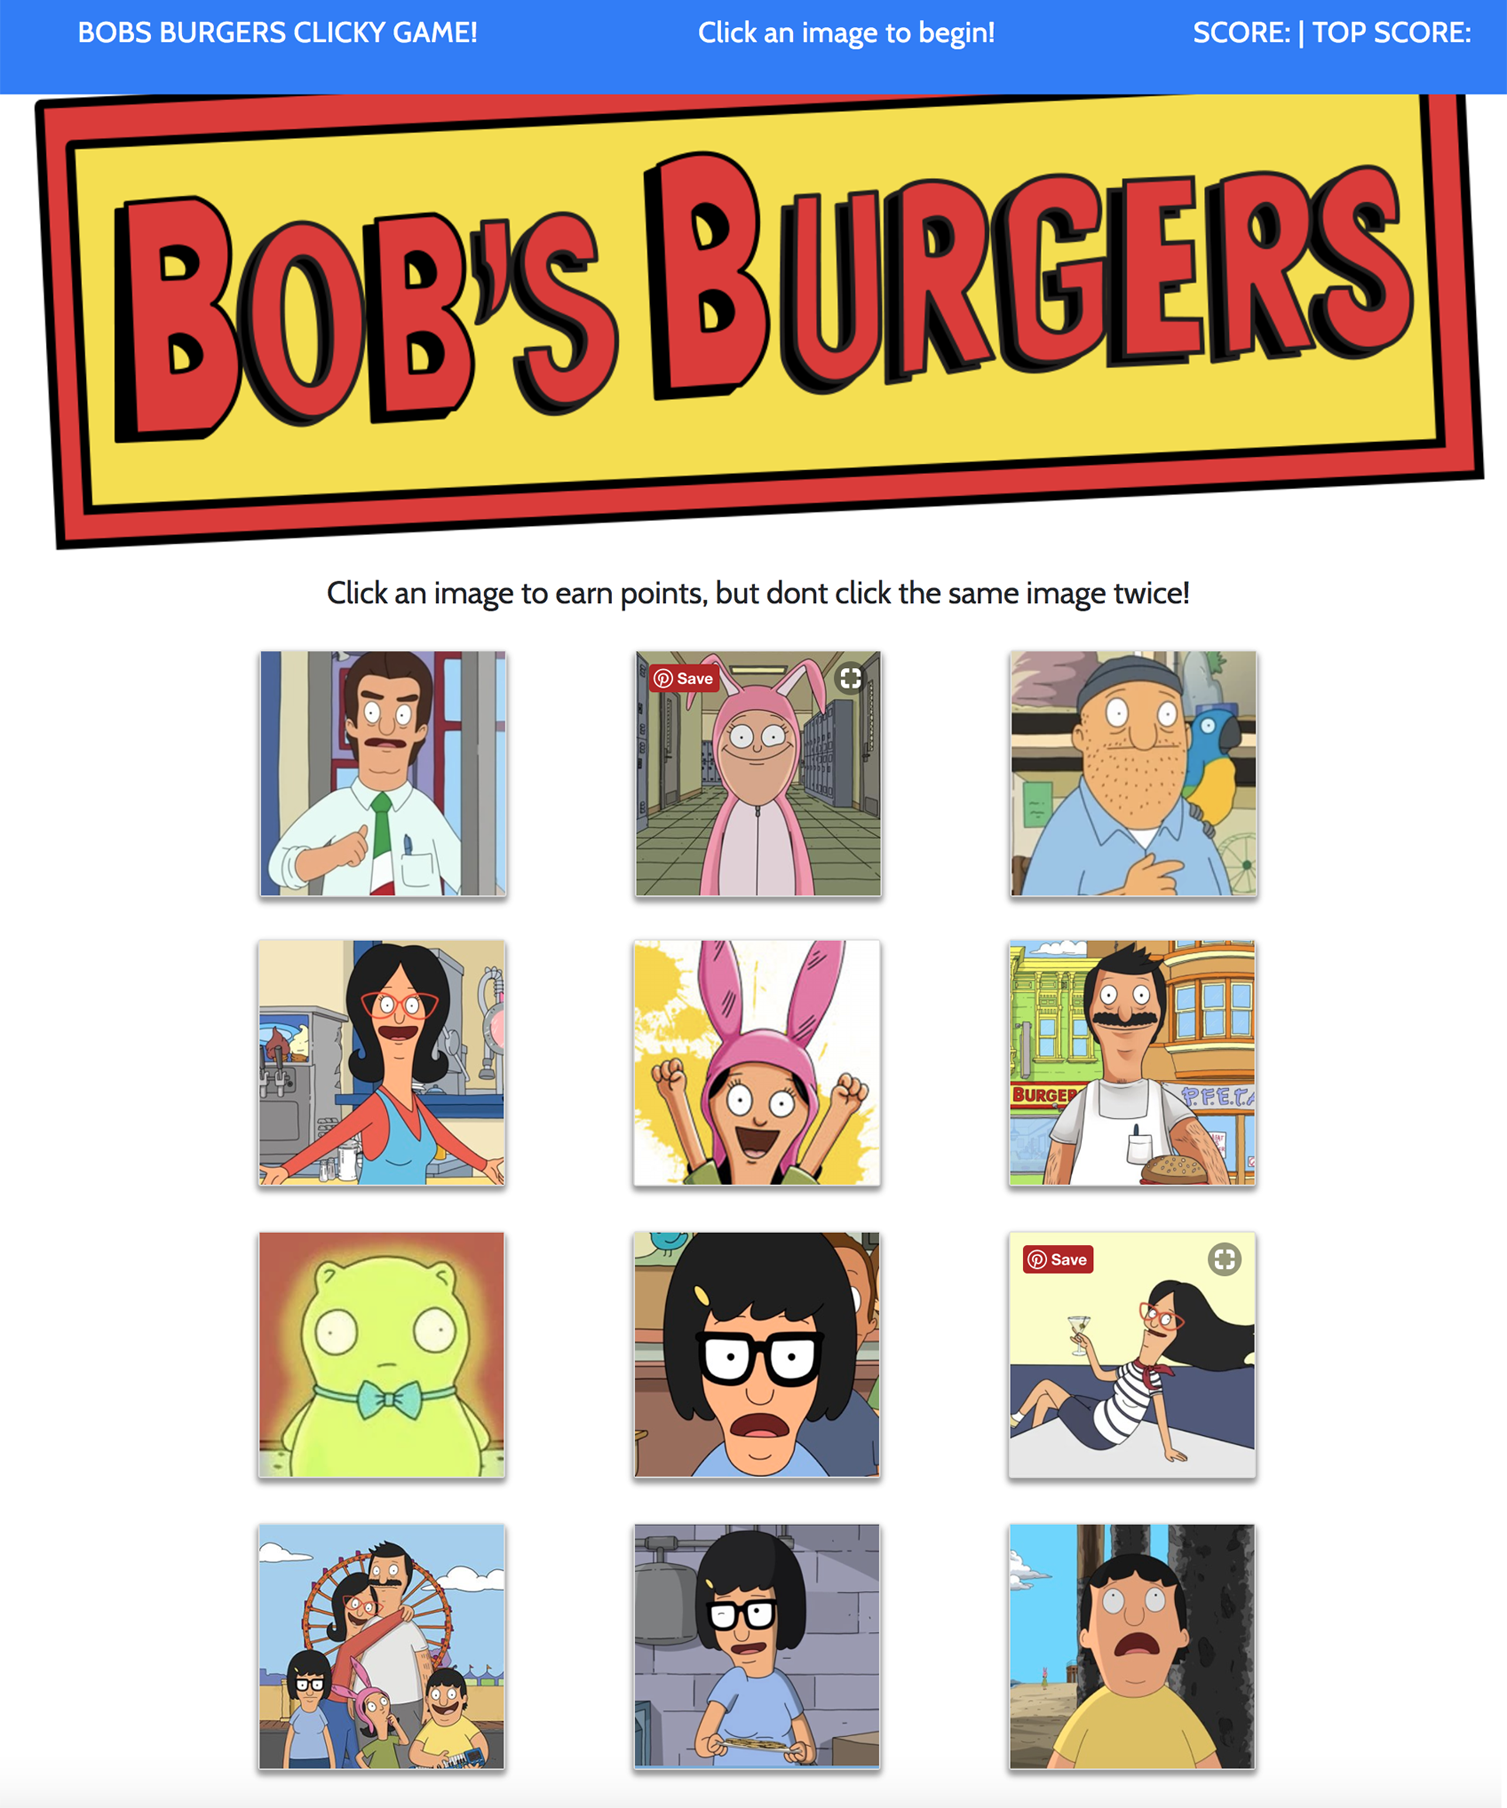 BOBS BURGERS CLICKY GAME!
Click an image to begin!
SCORE: | TOP SCORE:
BOB'S BURGERS
Click an image to earn points, but dont click the same image twice!
Save
BURGER
P.F.E.T.
Save